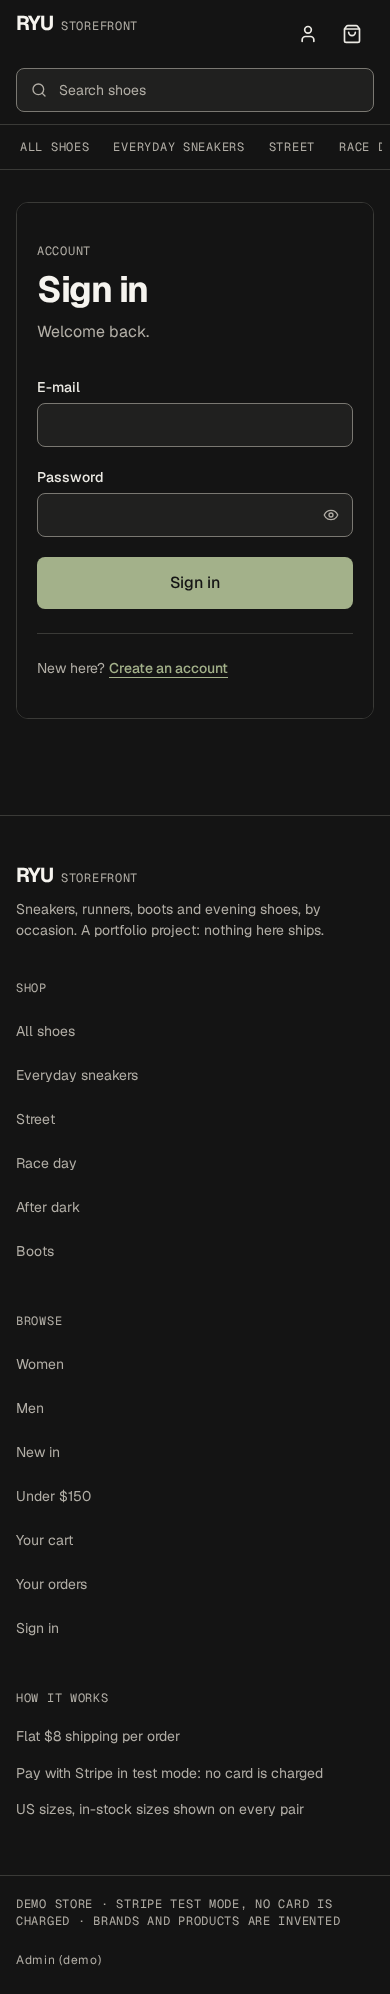 RYU STOREFRONT
Search shoes
ALL SHOES EVERYDAY SNEAKERS STREET RACE
ACCOUNT
Sign in
Welcome back.
E-mail
Password
Sign in
New here? Create an account
RYU STOREFRONT
Sneakers, runners, boots and evening shoes, by
occasion. A portfolio project: nothing here ships.
SHOP
All shoes
Everyday sneakers
Street
Race day
After dark
Boots
BROWSE
Women
Men
New in
Under $150
Your cart
Your orders
Sign in
HOW IT WORKS
Flat $8 shipping per order
Pay with Stripe in test mode: no card is charged
US sizes, in-stock sizes shown on every pair
DEMO STORE · STRIPE TEST MODE, NO CARD IS
CHARGED · BRANDS AND PRODUCTS ARE INVENTED
Admin (demo)